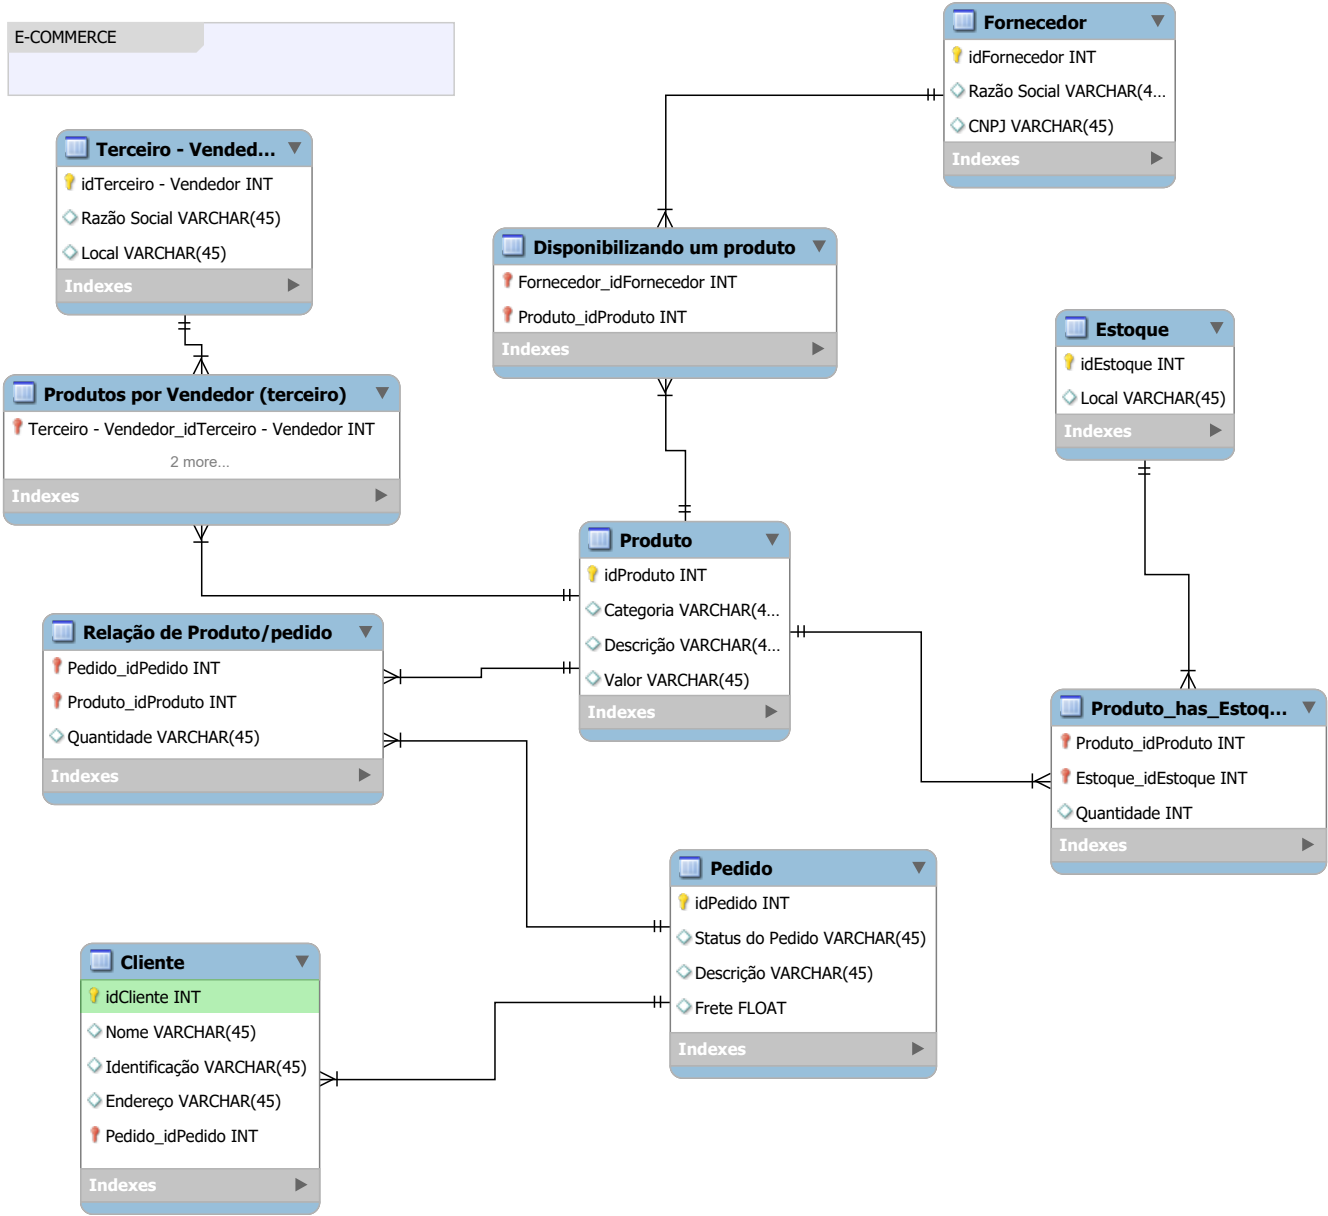 E-COMMERCE
Fornecedor
idFornecedor INT
Razão Social VARCHAR(4...
CNPJ VARCHAR(45)
Indexes
Terceiro - Vended...
idTerceiro - Vendedor INT
Razão Social VARCHAR(45)
Local VARCHAR(45)
Indexes
Disponibilizando um produto
Fornecedor_idFornecedor INT
Produto_idProduto INT
Indexes
Estoque
idEstoque INT
Local VARCHAR(45)
Indexes
Produtos por Vendedor (terceiro)
Terceiro - Vendedor_idTerceiro - Vendedor INT
2 more...
Indexes
Produto
idProduto INT
Categoria VARCHAR(4...
Descrição VARCHAR(4...
Valor VARCHAR(45)
Indexes
Relação de Produto/pedido
Pedido_idPedido INT
Produto_idProduto INT
Quantidade VARCHAR(45)
Indexes
Produto_has_Estoq...
Produto_idProduto INT
Estoque_idEstoque INT
Quantidade INT
Indexes
Pedido
idPedido INT
Status do Pedido VARCHAR(45)
Descrição VARCHAR(45)
Frete FLOAT
Indexes
Cliente
idCliente INT
Nome VARCHAR(45)
Identificação VARCHAR(45)
Endereço VARCHAR(45)
Pedido_idPedido INT
Indexes